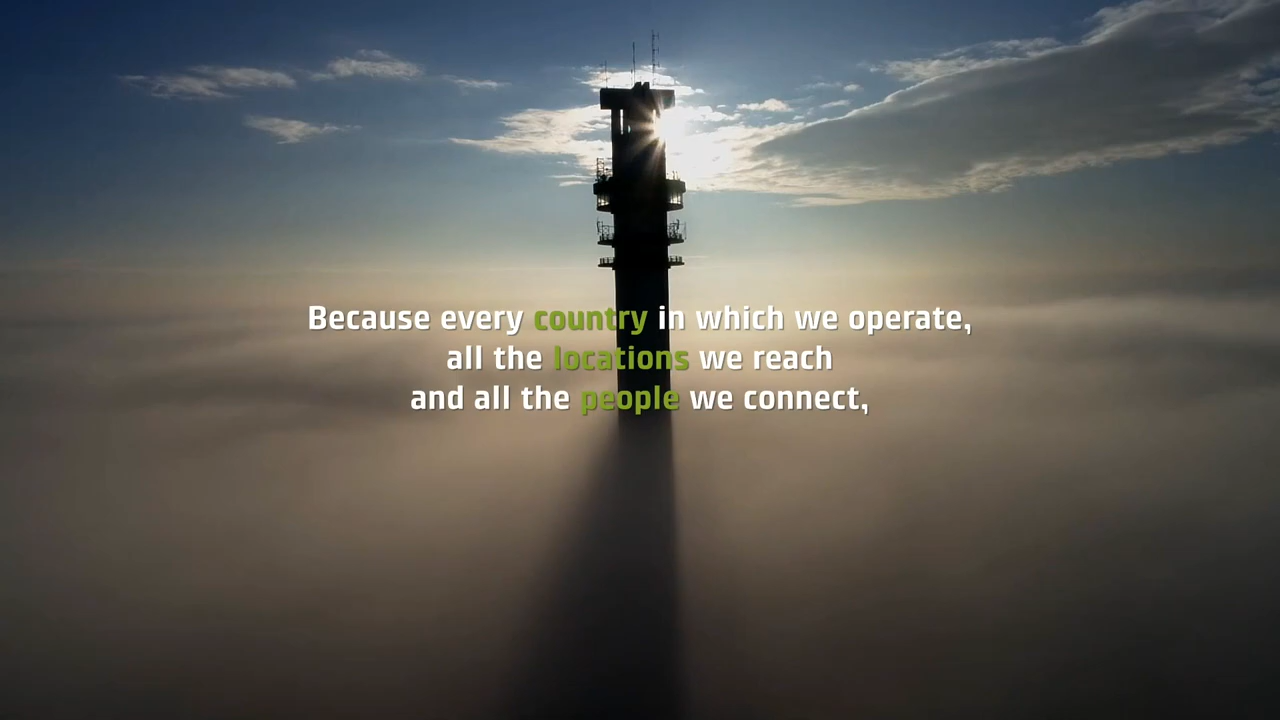 Because every country in which we operate,
all the locations we reach
and all the people we connect,